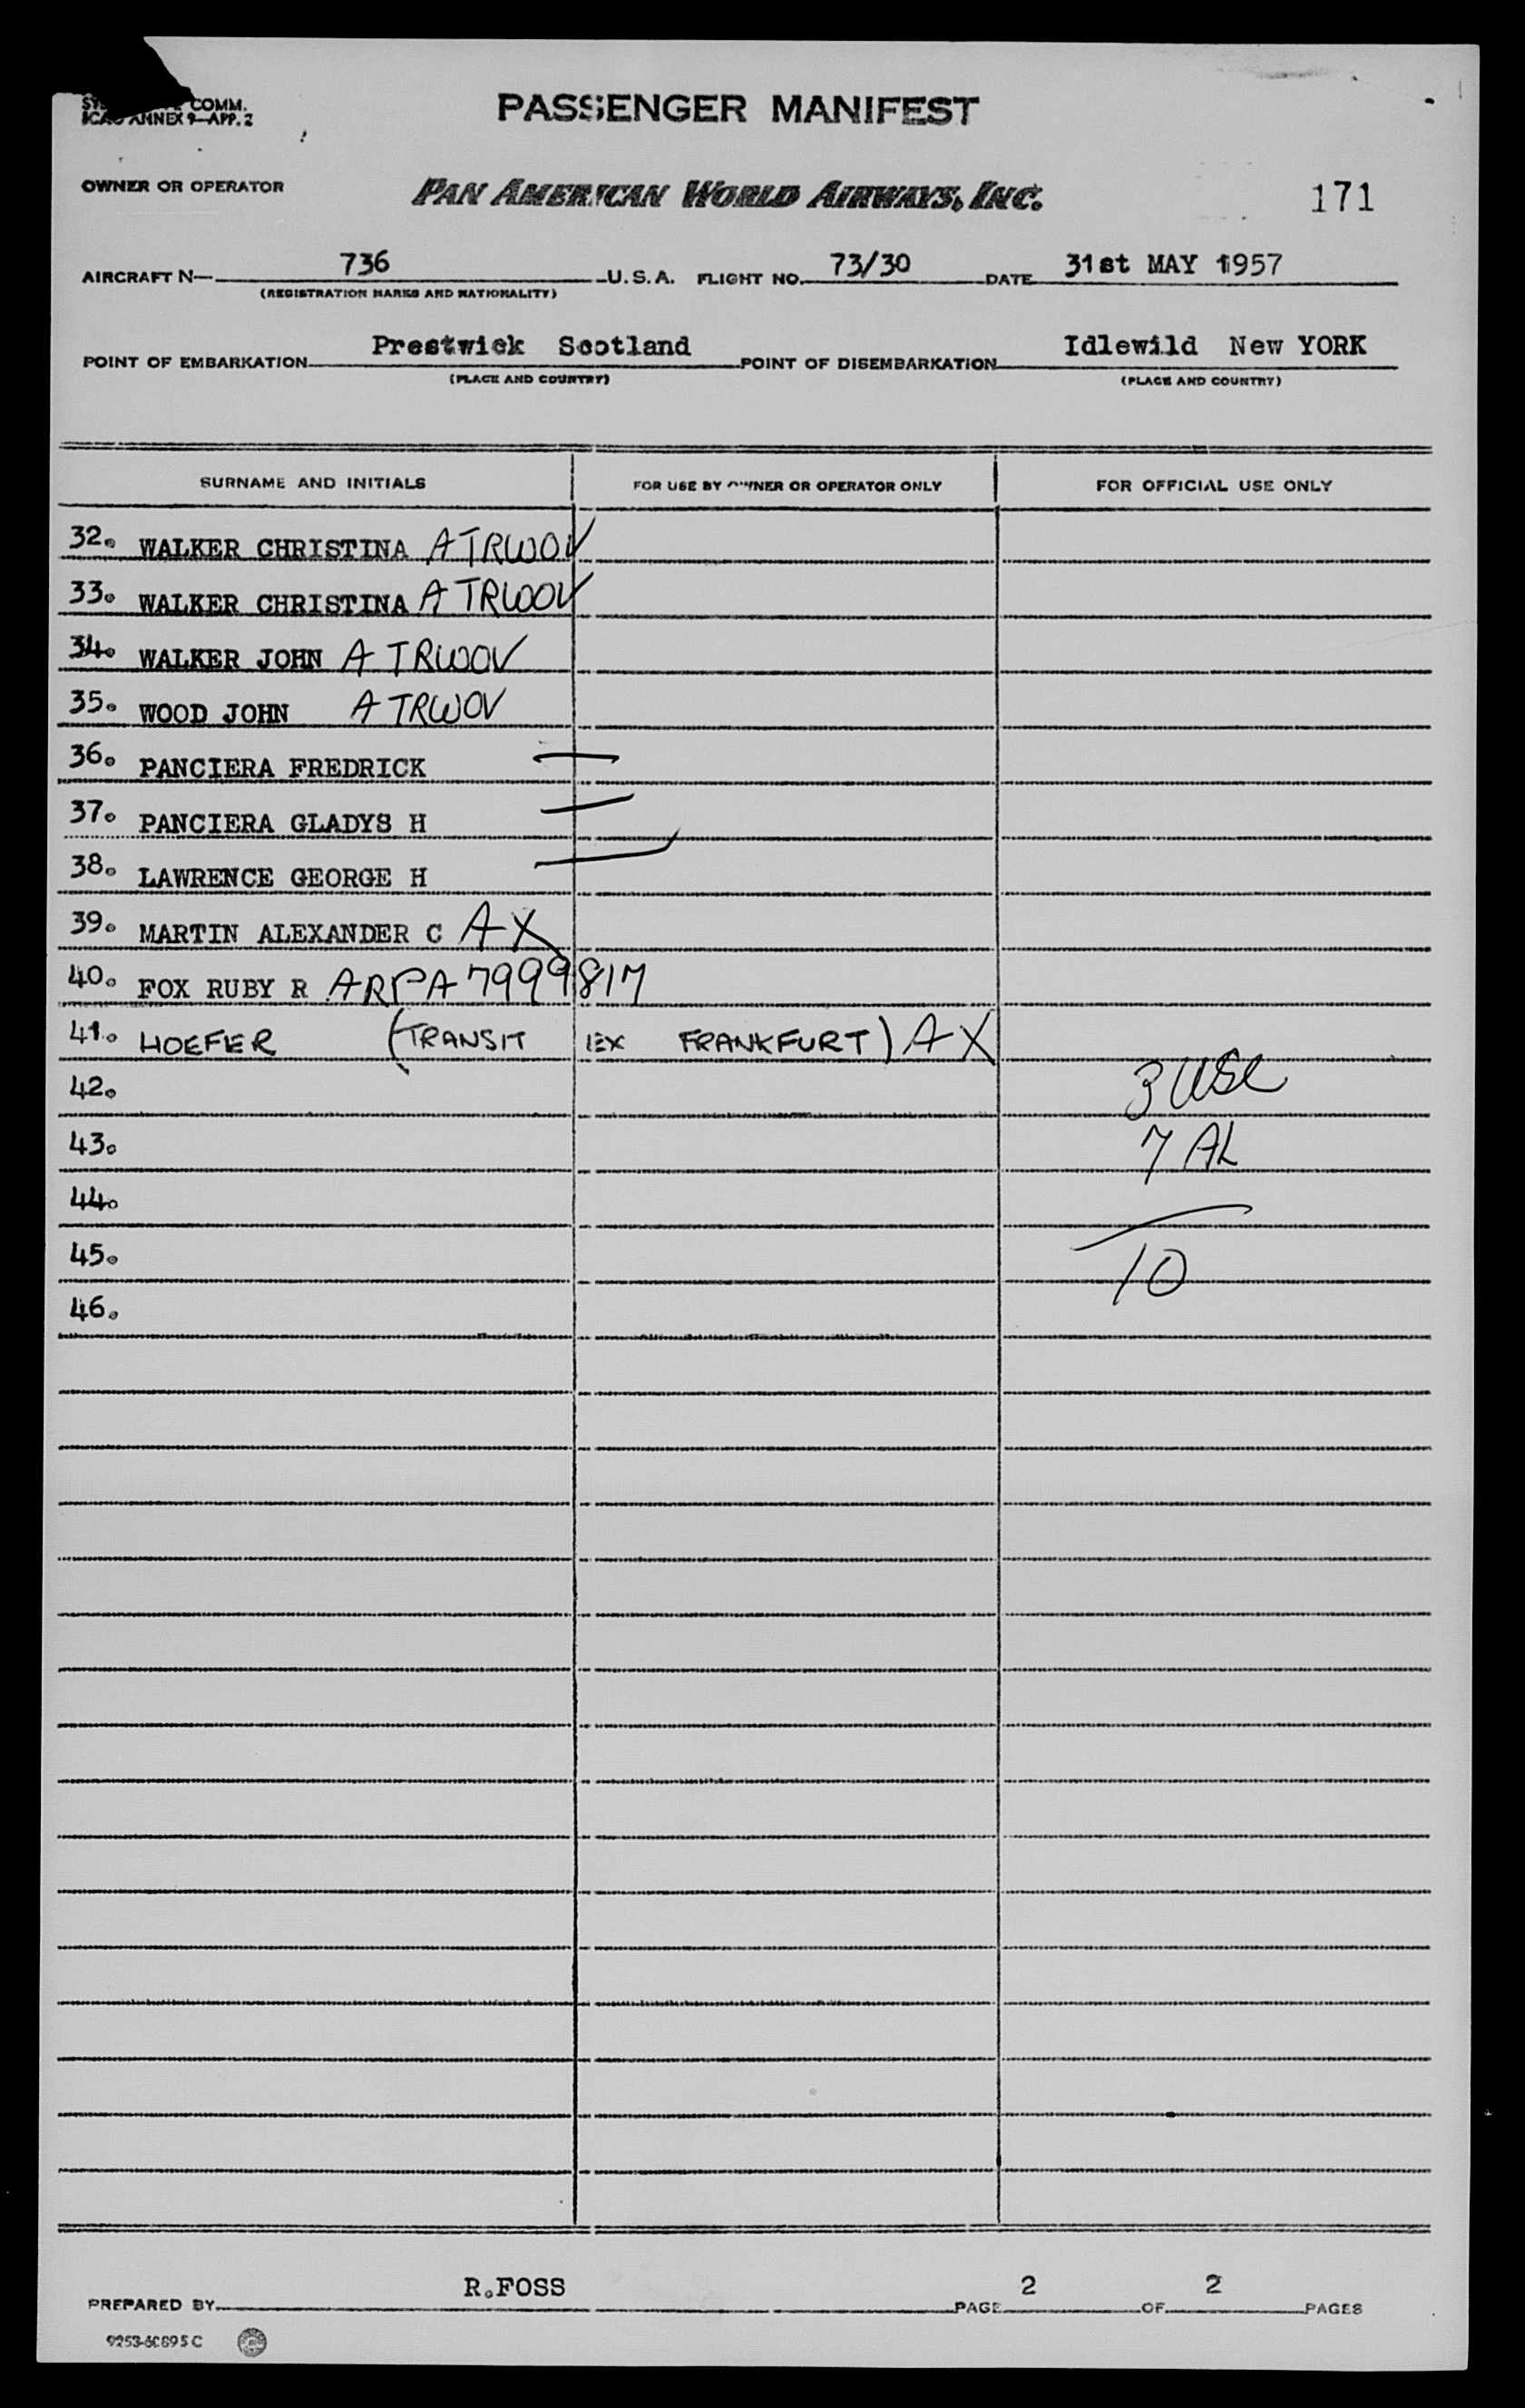 COMM.
ICAO ANNEX 9—APP. 2
PASSENGER MANIFEST
OWNER OR OPERATOR PAN AMERICAN WORLD AIRWAYS, INC. 171
AIRCRAFT N— 736 U.S.A. FLIGHT NO. 73/30 DATE 31st MAY 1957
(REGISTRATION MARKS AND NATIONALITY)
POINT OF EMBARKATION Prestwick Scotland POINT OF DISEMBARKATION Idlewild New YORK
(PLACE AND COUNTRY) (PLACE AND COUNTRY)
SURNAME AND INITIALS FOR USE BY OWNER OR OPERATOR ONLY FOR OFFICIAL USE ONLY
32. WALKER CHRISTINA A TRWOV
33. WALKER CHRISTINA A TRWOV
34. WALKER JOHN A TRWOV
35. WOOD JOHN A TRWOV
36. PANCIERA FREDRICK
37. PANCIERA GLADYS H
38. LAWRENCE GEORGE H
39. MARTIN ALEXANDER C A X
40. FOX RUBY R A RPA 7999817
41. HOEFER (TRANSIT EX FRANKFURT) A X
42. 3 USC
43. 7 AL
44.
45. 10
46.
PREPARED BY R.FOSS PAGE 2 OF 2 PAGES